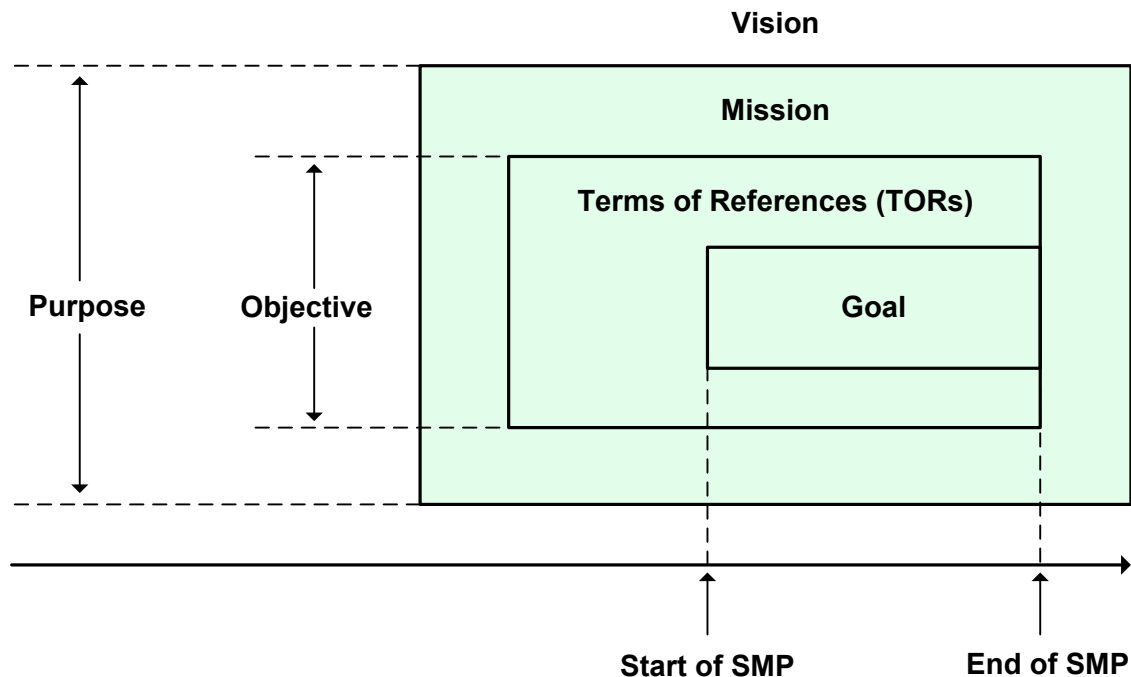 Vision
Mission
Terms of References (TORs)
Purpose
Objective
Goal
Start of SMP
End of SMP